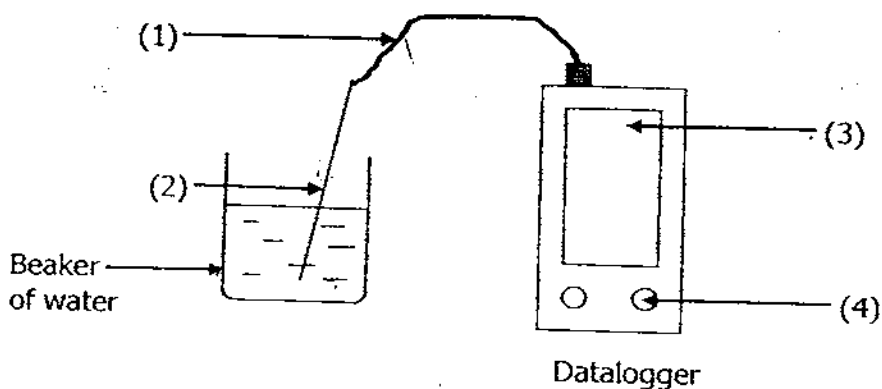 (1)
(3)
(2)
Beaker
of water
(4)
Datalogger